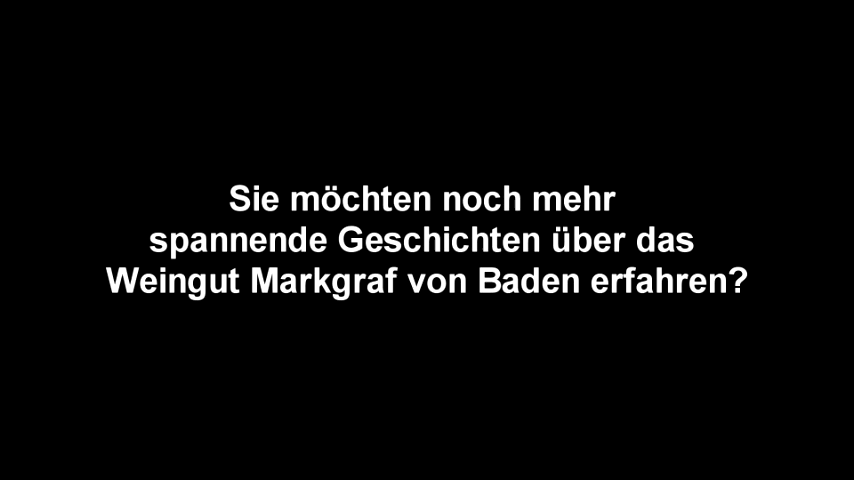 Sie möchten noch mehr
spannende Geschichten über das
Weingut Markgraf von Baden erfahren?